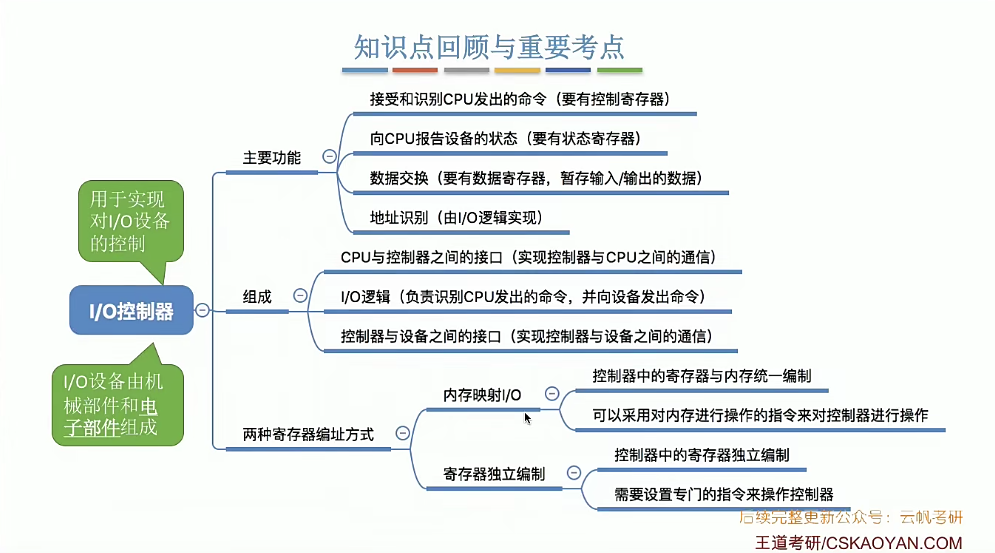 知识点回顾与重要考点
用于实现
对I/O设备
的控制
I/O控制器
I/O设备由机
械部件和电
子部件组成
主要功能
接受和识别CPU发出的命令（要有控制寄存器）
向CPU报告设备的状态（要有状态寄存器）
数据交换（要有数据寄存器，暂存输入/输出的数据）
地址识别（由I/O逻辑实现）
组成
CPU与控制器之间的接口（实现控制器与CPU之间的通信）
I/O逻辑（负责识别CPU发出的命令，并向设备发出命令）
控制器与设备之间的接口（实现控制器与设备之间的通信）
两种寄存器编址方式
内存映射I/O
控制器中的寄存器与内存统一编制
可以采用对内存进行操作的指令来对控制器进行操作
寄存器独立编制
控制器中的寄存器独立编制
需要设置专门的指令来操作控制器
后续完整更新公众号：云帆考研
王道考研/CSKAOYAN.COM